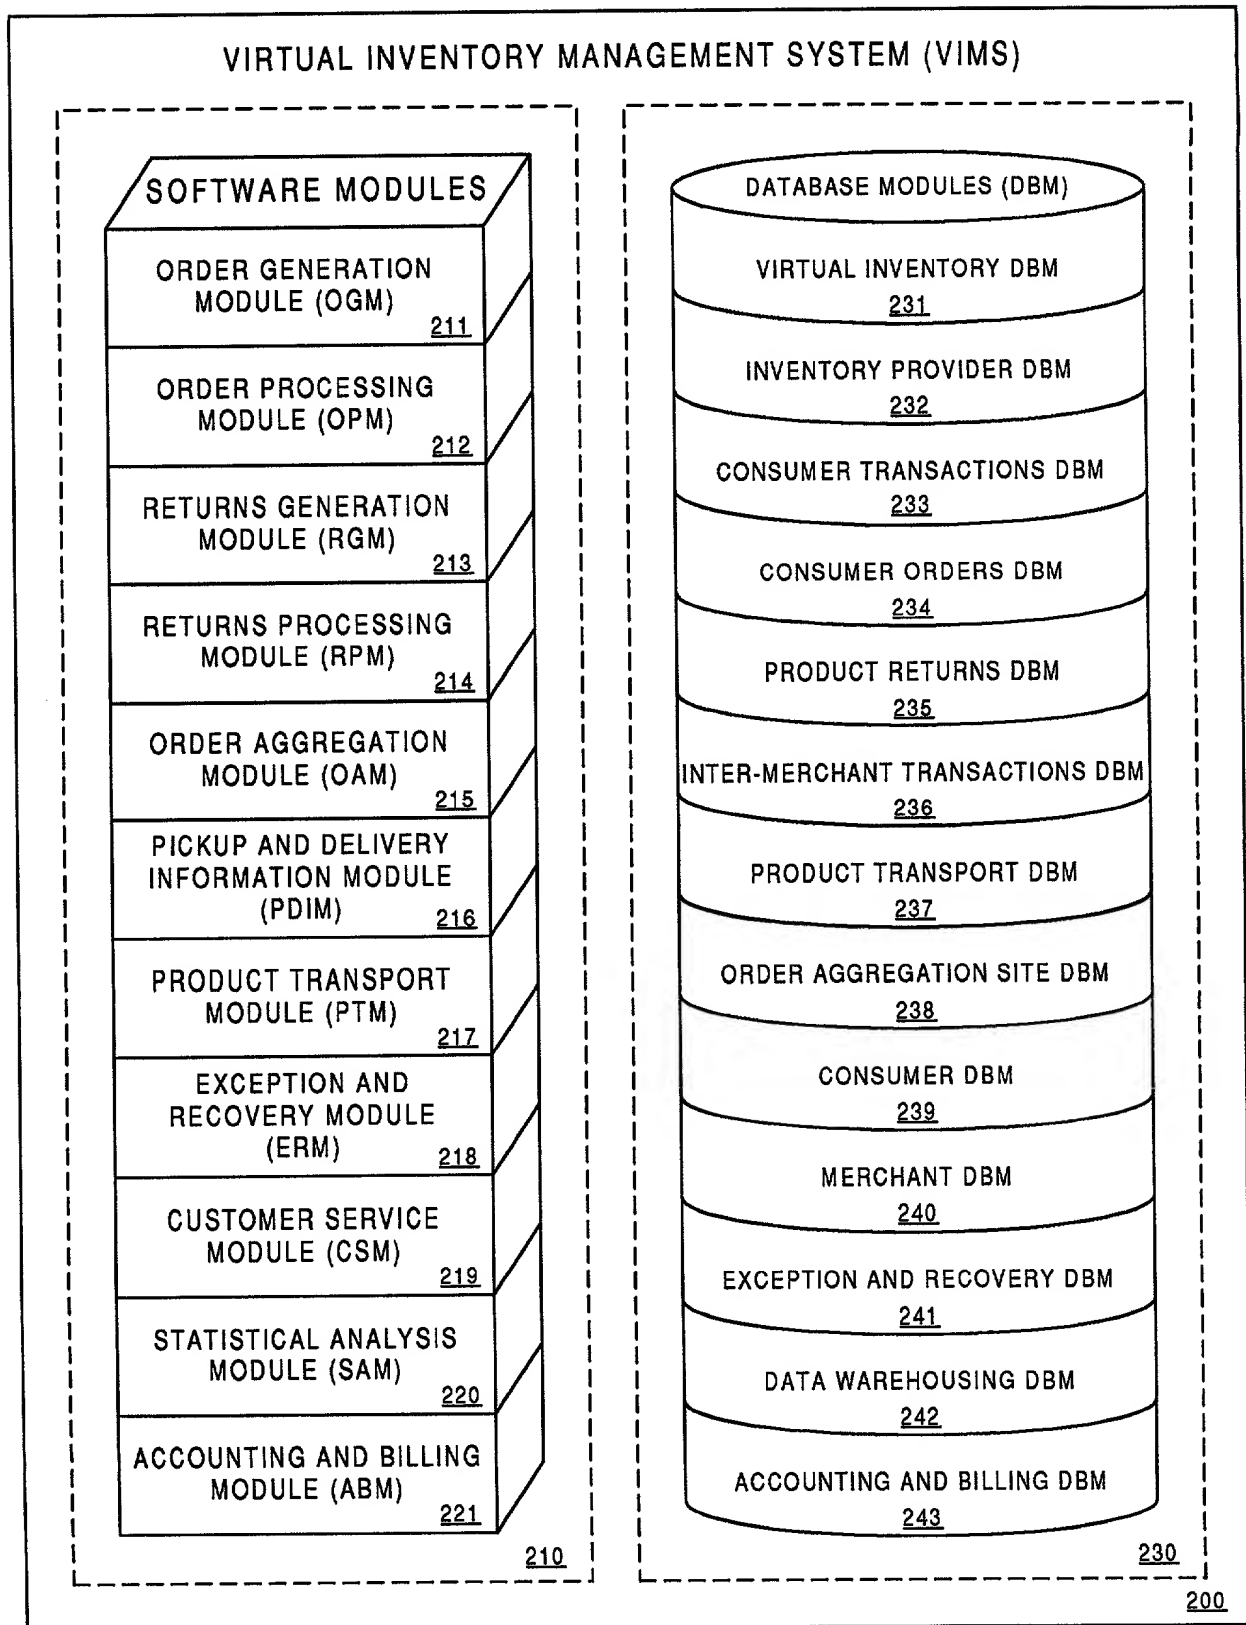 VIRTUAL INVENTORY MANAGEMENT SYSTEM (VIMS)
SOFTWARE MODULES
ORDER GENERATION
MODULE (OGM)
211
ORDER PROCESSING
MODULE (OPM)
212
RETURNS GENERATION
MODULE (RGM)
213
RETURNS PROCESSING
MODULE (RPM)
214
ORDER AGGREGATION
MODULE (OAM)
215
PICKUP AND DELIVERY
INFORMATION MODULE
(PDIM)
216
PRODUCT TRANSPORT
MODULE (PTM)
217
EXCEPTION AND
RECOVERY MODULE
(ERM)
218
CUSTOMER SERVICE
MODULE (CSM)
219
STATISTICAL ANALYSIS
MODULE (SAM)
220
ACCOUNTING AND BILLING
MODULE (ABM)
221
210
DATABASE MODULES (DBM)
VIRTUAL INVENTORY DBM
231
INVENTORY PROVIDER DBM
232
CONSUMER TRANSACTIONS DBM
233
CONSUMER ORDERS DBM
234
PRODUCT RETURNS DBM
235
INTER-MERCHANT TRANSACTIONS DBM
236
PRODUCT TRANSPORT DBM
237
ORDER AGGREGATION SITE DBM
238
CONSUMER DBM
239
MERCHANT DBM
240
EXCEPTION AND RECOVERY DBM
241
DATA WAREHOUSING DBM
242
ACCOUNTING AND BILLING DBM
243
230
200